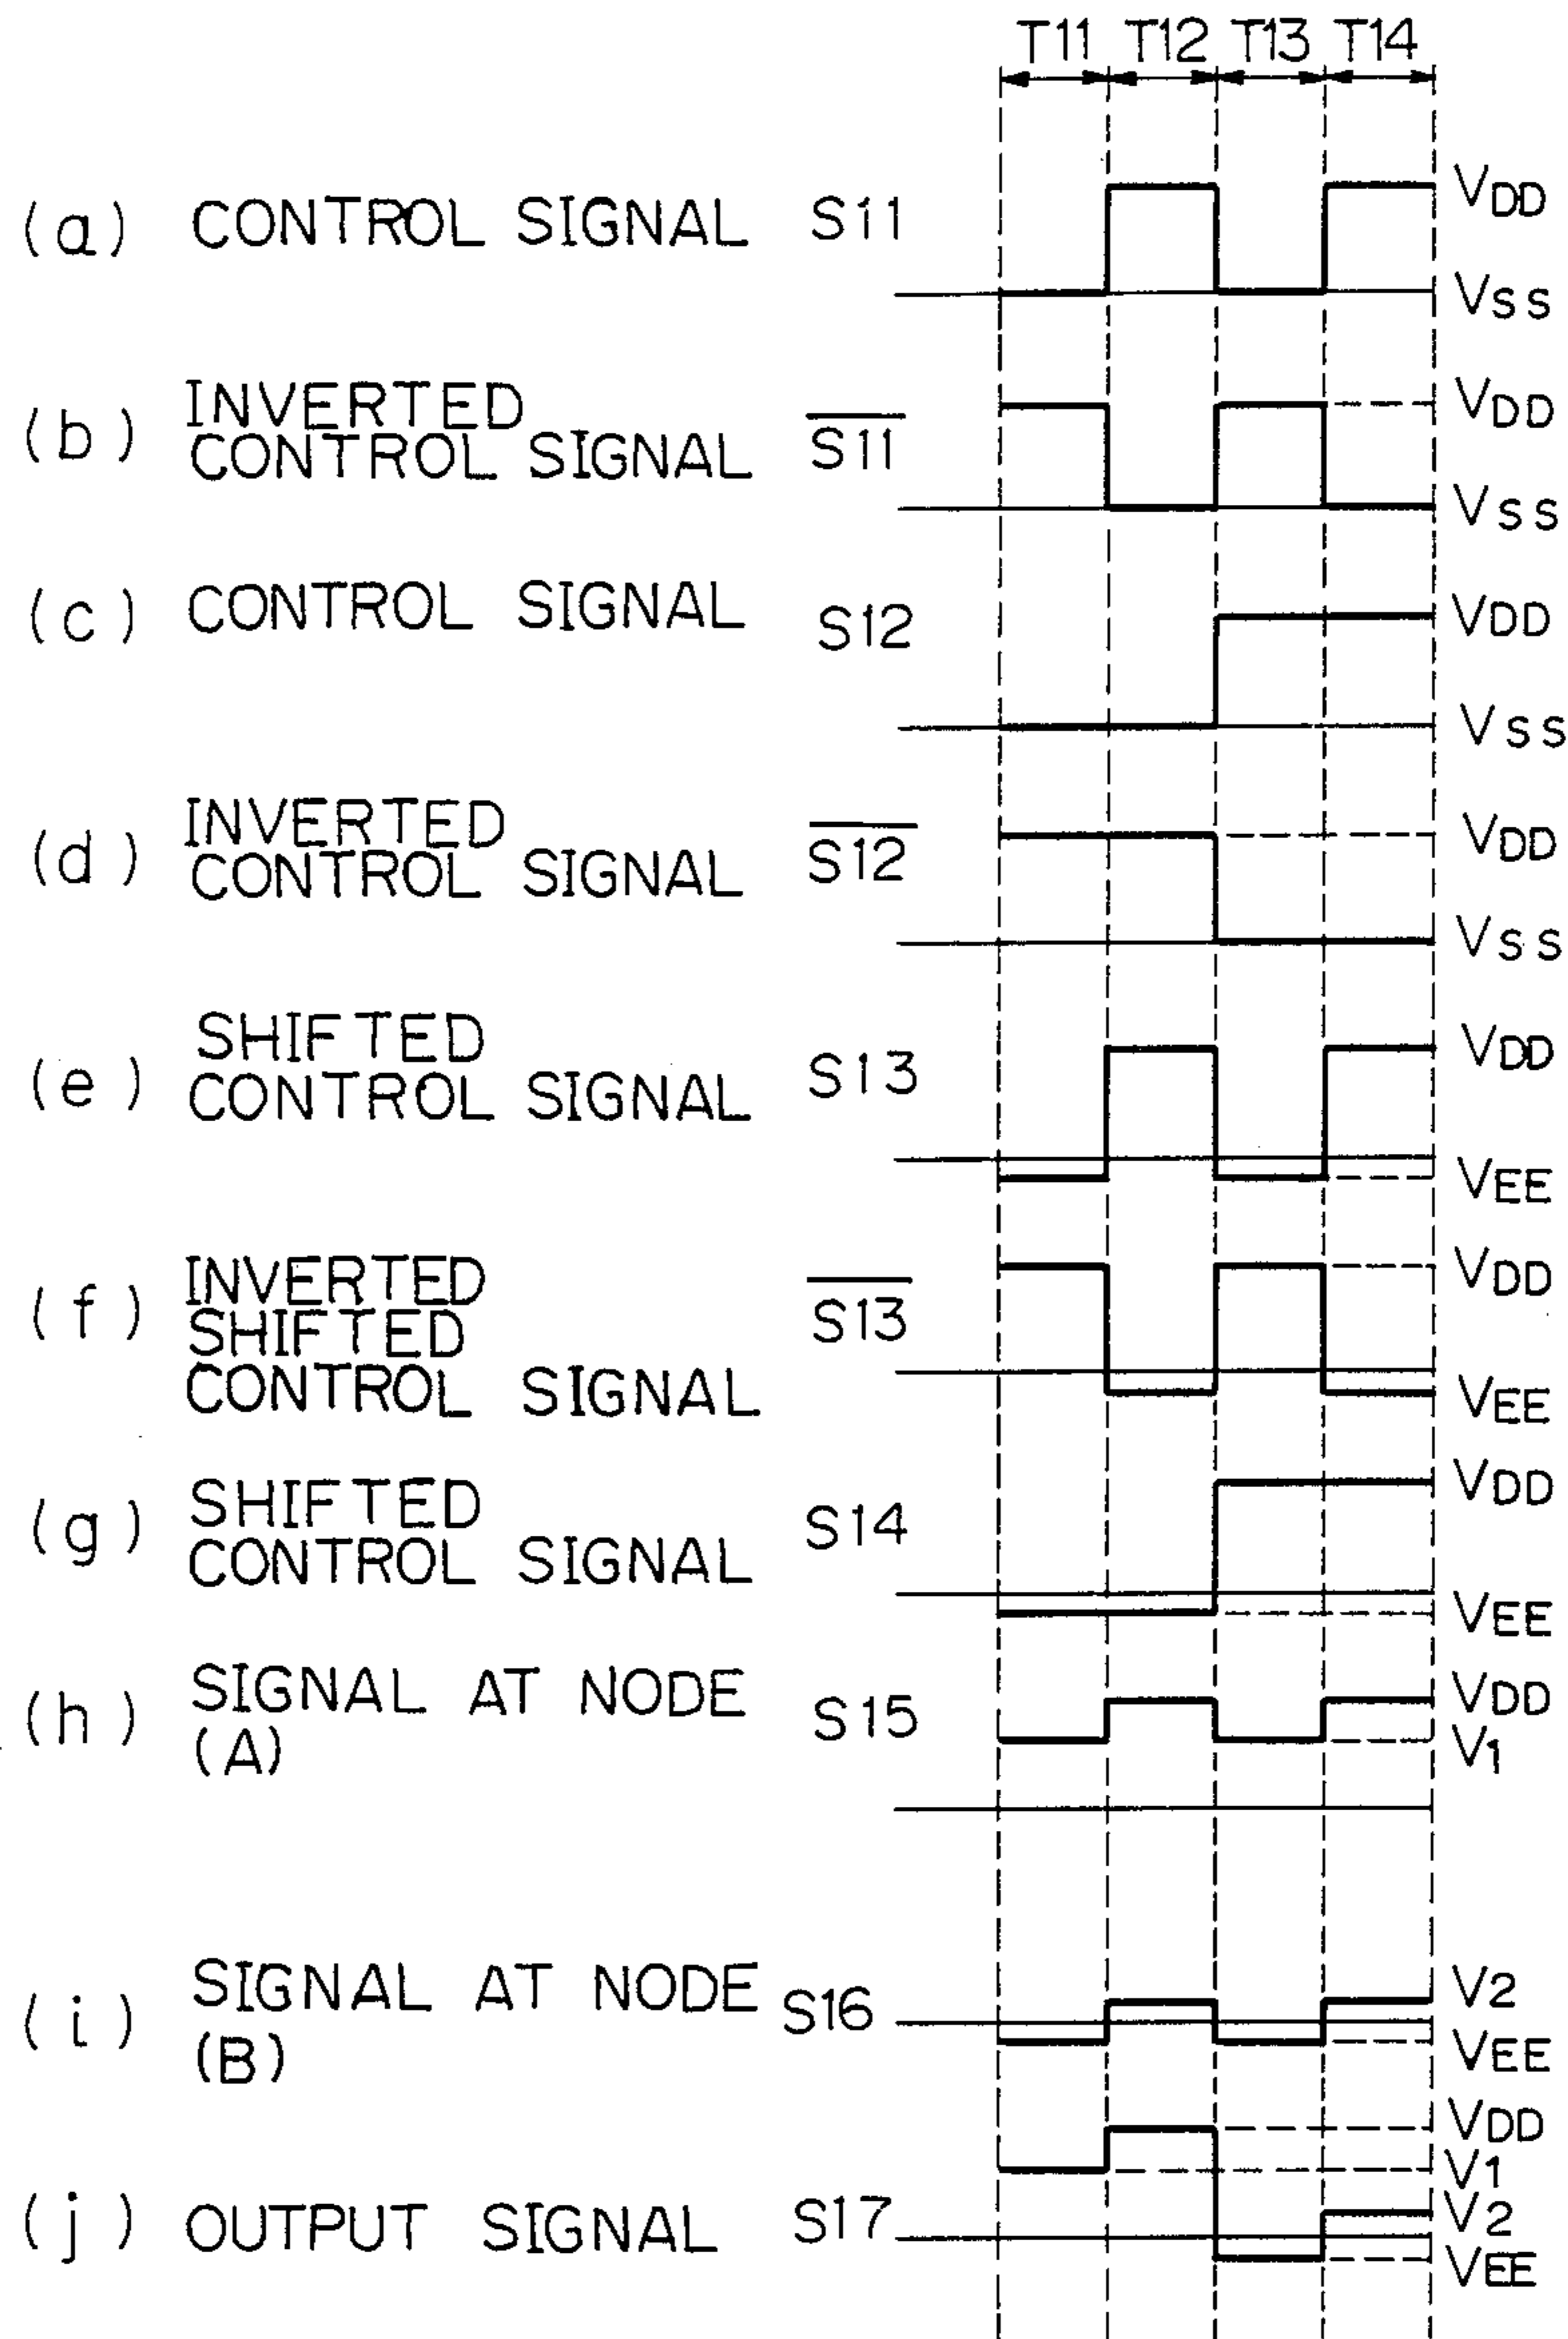 T11 T12 T13 T14
(a) CONTROL SIGNAL S11 VDD
VSS
(b) INVERTED
CONTROL SIGNAL S11 VDD
VSS
(c) CONTROL SIGNAL S12 VDD
VSS
(d) INVERTED
CONTROL SIGNAL S12 VDD
VSS
(e) SHIFTED
CONTROL SIGNAL S13 VDD
VEE
(f) INVERTED
SHIFTED
CONTROL SIGNAL S13 VDD
VEE
(g) SHIFTED
CONTROL SIGNAL S14 VDD
VEE
(h) SIGNAL AT NODE
(A) S15 VDD
V1
(i) SIGNAL AT NODE
(B) S16 V2
VEE
VDD
V1
(j) OUTPUT SIGNAL S17 V2
VEE